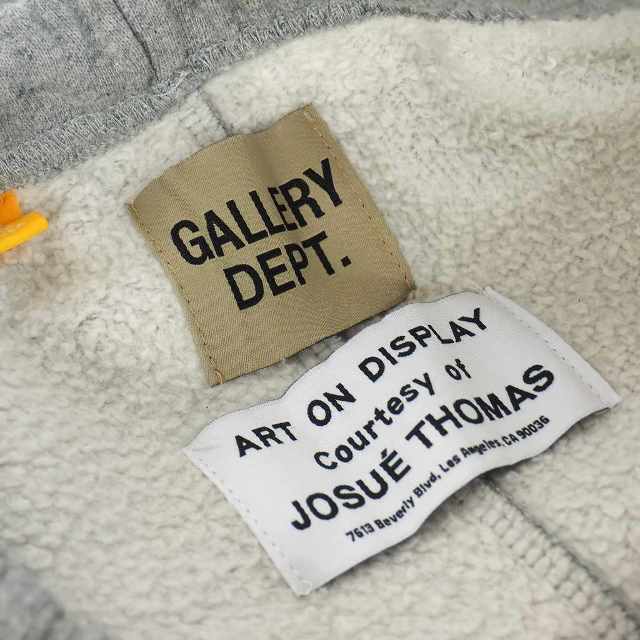 GALLERY
DEPT.
ART ON DISPLAY
Courtesy of
JOSUÉ THOMAS
7613 Beverly Blvd. Los Angeles, CA 90036